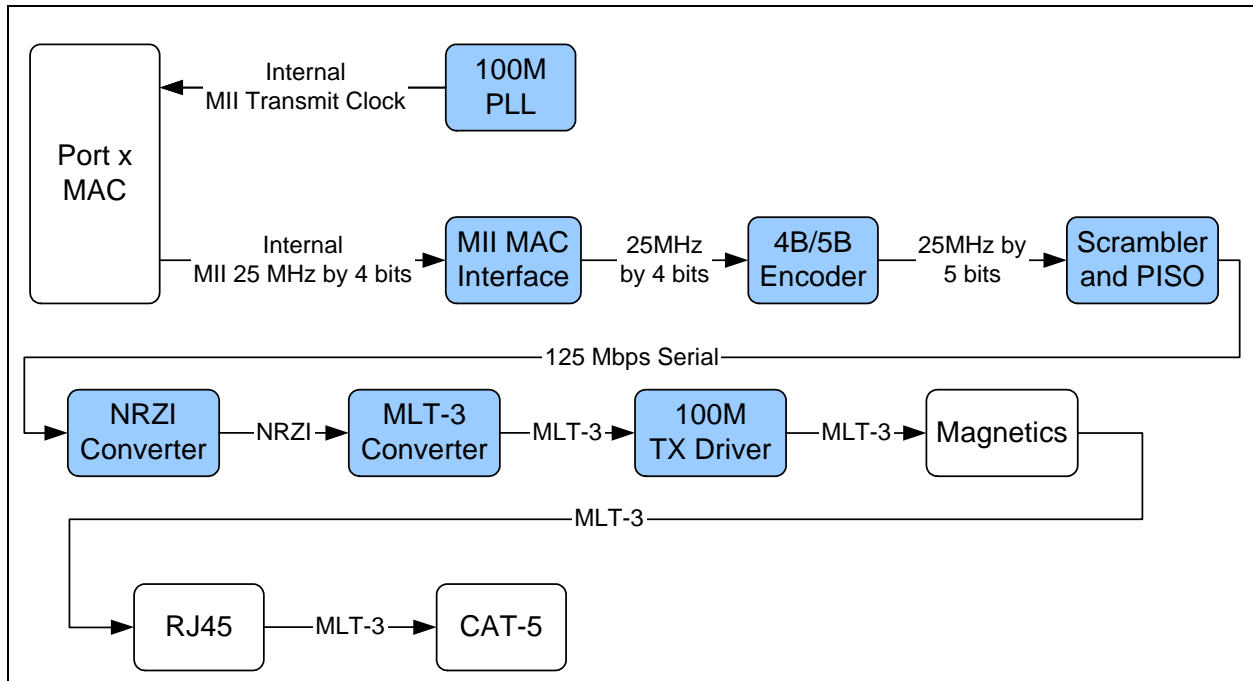 Internal
MII Transmit Clock
100M
PLL
Port x
MAC
Internal
MII 25 MHz by 4 bits
MII MAC
Interface
25MHz
by 4 bits
4B/5B
Encoder
25MHz by
5 bits
Scrambler
and PISO
125 Mbps Serial
NRZI
Converter
NRZI
MLT-3
Converter
MLT-3
100M
TX Driver
MLT-3
Magnetics
MLT-3
RJ45
MLT-3
CAT-5